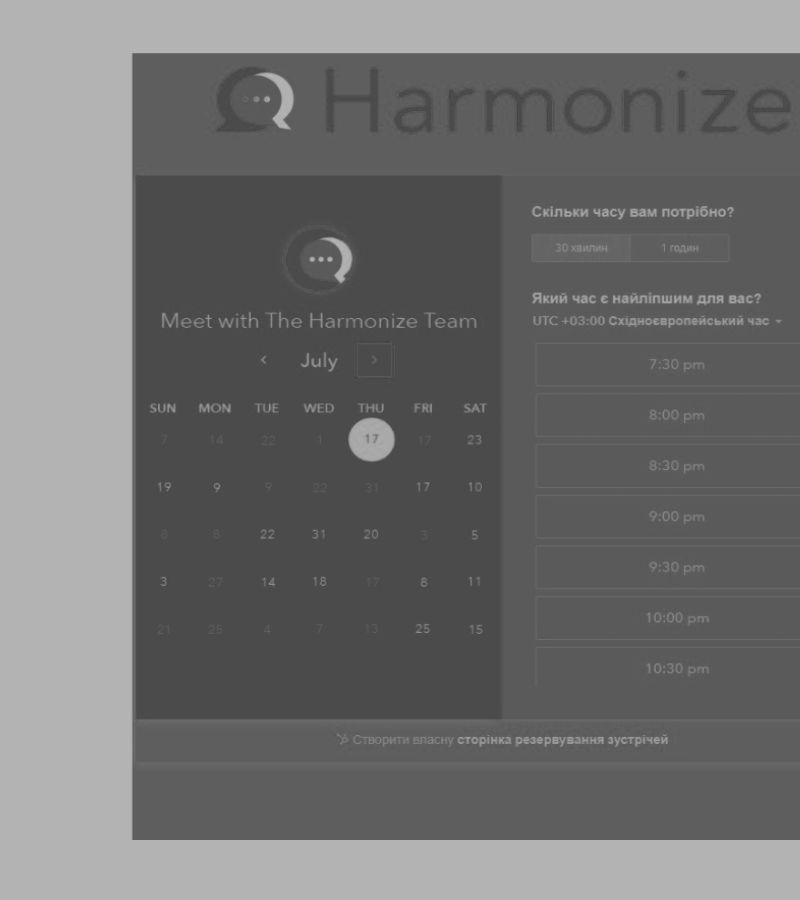 Harmonize
Meet with The Harmonize Team
July
SUN MON TUE WED THU FRI SAT
7 14 22 1 17 17 23
19 9 9 22 31 17 10
8 8 22 31 20 3 5
3 27 14 18 17 8 11
21 25 4 7 13 25 15
Скільки часу вам потрібно?
30 хвилин 1 годин
Який час є найліпшим для вас?
UTC +03:00 Східноєвропейський час
7:30 pm
8:00 pm
8:30 pm
9:00 pm
9:30 pm
10:00 pm
10:30 pm
Створити власну сторінка резервування зустрічей